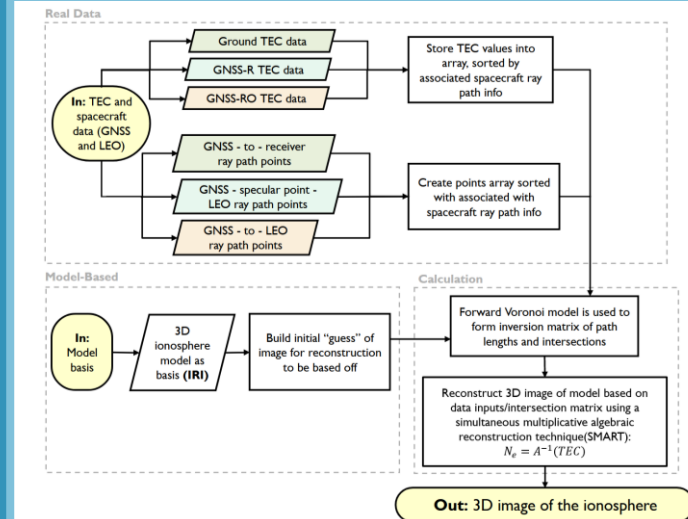 Real Data
Ground TEC data
GNSS-R TEC data
GNSS-RO TEC data
Store TEC values into
array, sorted by
associated spacecraft ray
path info
In: TEC and
spacecraft
data (GNSS
and LEO)
GNSS - to - receiver
ray path points
GNSS - specular point -
LEO ray path points
GNSS - to - LEO
ray path points
Create points array sorted
with associated with
spacecraft ray path info
Model-Based
In:
Model
basis
3D
ionosphere
model as
basis (IRI)
Build initial “guess” of
image for reconstruction
to be based off
Calculation
Forward Voronoi model is used to
form inversion matrix of path
lengths and intersections
Reconstruct 3D image of model based on
data inputs/intersection matrix using a
simultaneous multiplicative algebraic
reconstruction technique(SMART):
Nₑ = A⁻¹(TEC)
Out: 3D image of the ionosphere